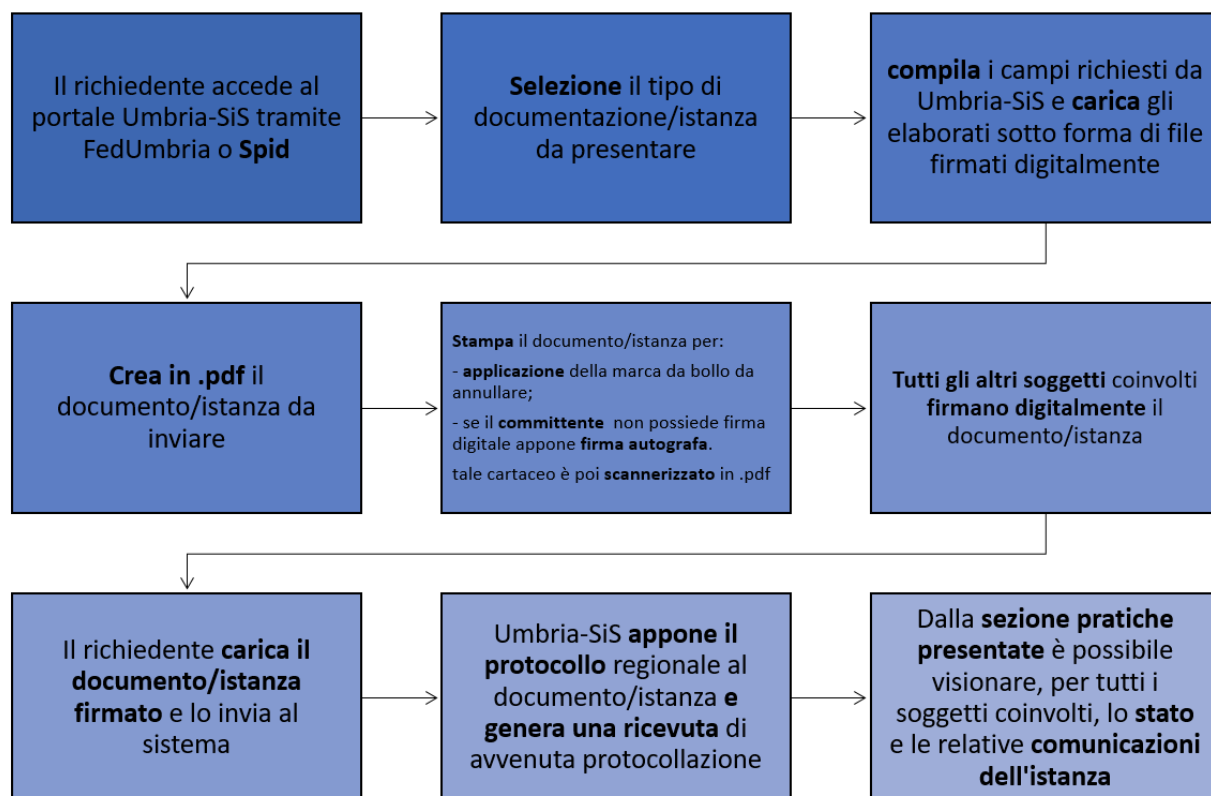 Il richiedente accede al
portale Umbria-SiS tramite
FedUmbria o Spid
Selezione il tipo di
documentazione/istanza
da presentare
compila i campi richiesti da
Umbria-SiS e carica gli
elaborati sotto forma di file
firmati digitalmente
Crea in .pdf il
documento/istanza da
inviare
Stampa il documento/istanza per:
- applicazione della marca da bollo da
annullare;
- se il committente non possiede firma
digitale appone firma autografa.
tale cartaceo è poi scannerizzato in .pdf
Tutti gli altri soggetti coinvolti
firmano digitalmente il
documento/istanza
Il richiedente carica il
documento/istanza
firmato e lo invia al
sistema
Umbria-SiS appone il
protocollo regionale al
documento/istanza e
genera una ricevuta di
avvenuta protocollazione
Dalla sezione pratiche
presentate è possibile
visionare, per tutti i
soggetti coinvolti, lo stato
e le relative comunicazioni
dell'istanza